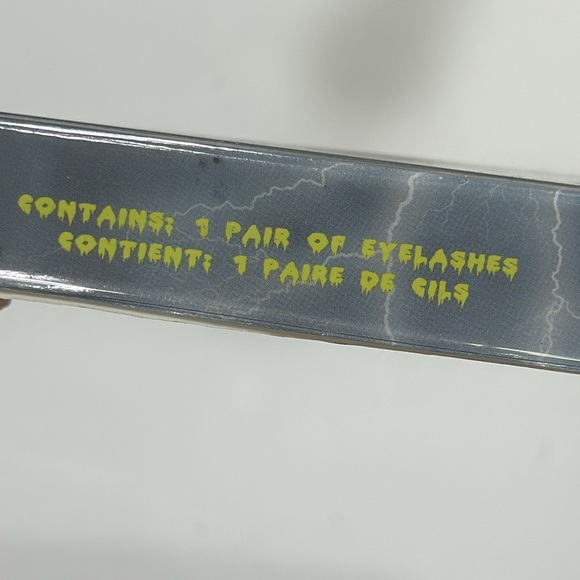 CONTAINS: 1 PAIR OF EYELASHES
CONTIENT: 1 PAIRE DE CILS